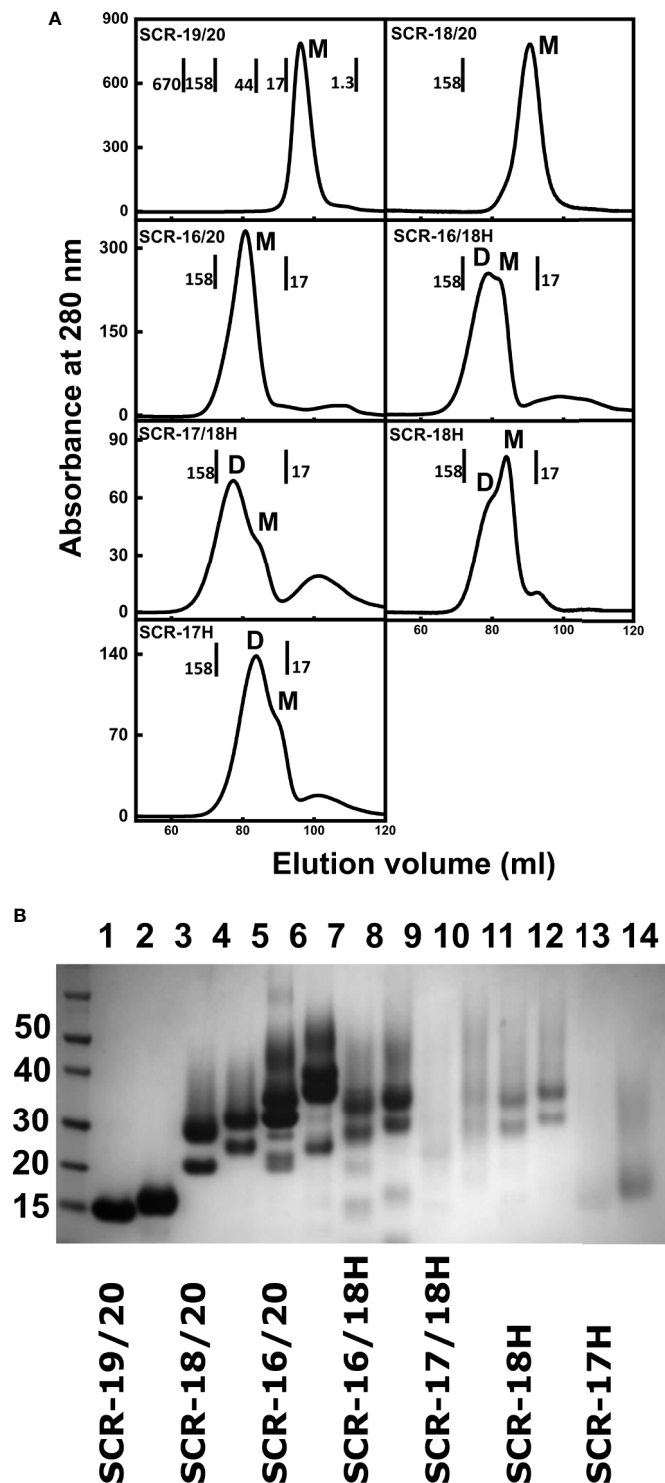 A
900
600
300
0
SCR-19/20
M
670 158 44 17 1.3
SCR-18/20
M
158
300
150
0
SCR-16/20
M
158 17
SCR-16/18H
D M
158 17
90
60
30
0
SCR-17/18H
D
M
158 17
SCR-18H
M
D
158 17
140
70
0
SCR-17H
D
M
158 17
60 80 100 120
60 80 100 120
Absorbance at 280 nm
Elution volume (ml)
B
1 2 3 4 5 6 7 8 9 10 11 12 13 14
50
40
30
20
15
SCR-19/20
SCR-18/20
SCR-16/20
SCR-16/18H
SCR-17/18H
SCR-18H
SCR-17H